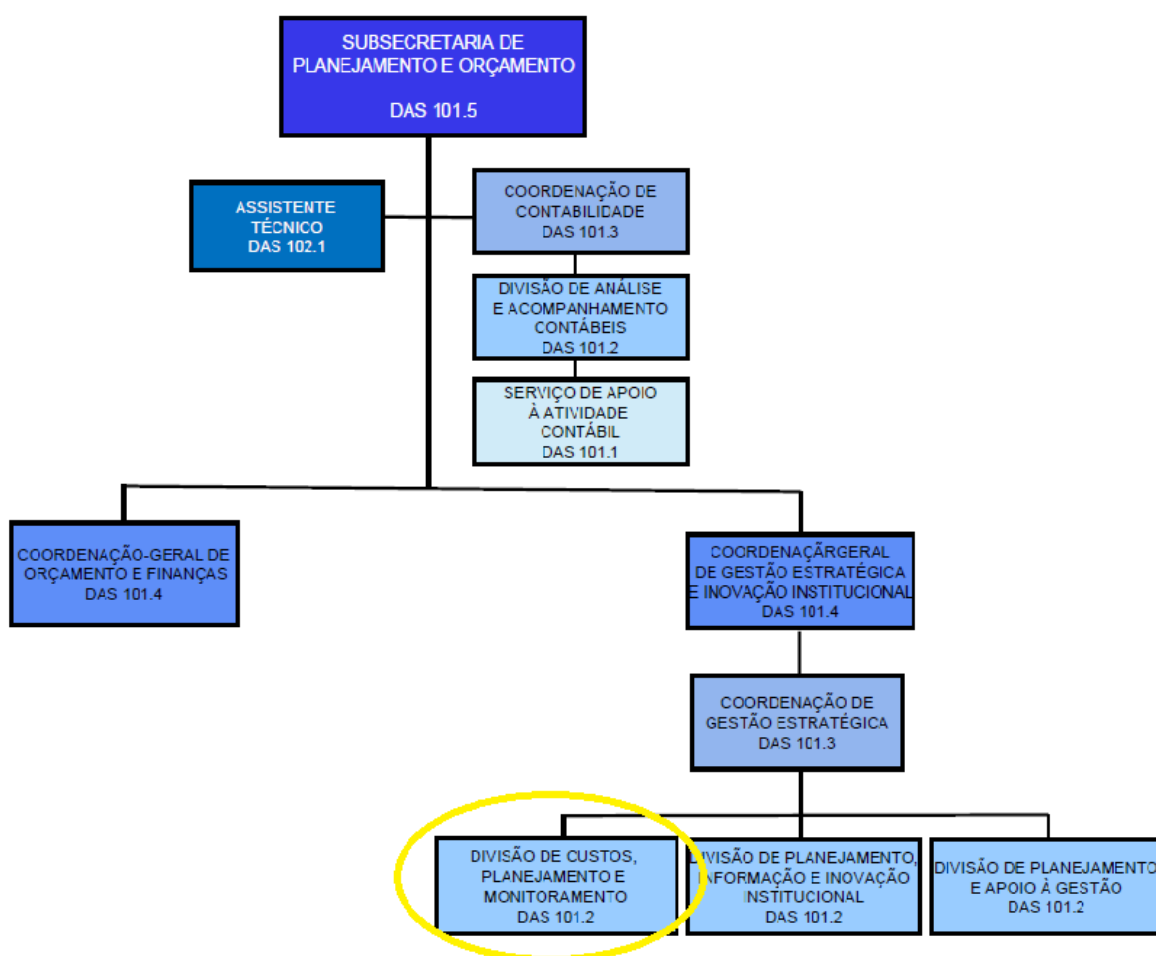 SUBSECRETARIA DE
PLANEJAMENTO E ORÇAMENTO
DAS 101.5
ASSISTENTE
TÉCNICO
DAS 102.1
COORDENAÇÃO DE
CONTABILIDADE
DAS 101.3
DIVISÃO DE ANÁLISE
E ACOMPANHAMENTO
CONTÁBEIS
DAS 101.2
SERVIÇO DE APOIO
À ATIVIDADE
CONTÁBIL
DAS 101.1
COORDENAÇÃO-GERAL DE
ORÇAMENTO E FINANÇAS
DAS 101.4
COORDENAÇÃRGERAL
DE GESTÃO ESTRATÉGICA
E INOVAÇÃO INSTITUCIONAL
DAS 101.4
COORDENAÇÃO DE
GESTÃO ESTRATÉGICA
DAS 101.3
DIVISÃO DE CUSTOS,
PLANEJAMENTO E
MONITORAMENTO
DAS 101.2
DIVISÃO DE PLANEJAMENTO,
INFORMAÇÃO E INOVAÇÃO
INSTITUCIONAL
DAS 101.2
DIVISÃO DE PLANEJAMENTO
E APOIO À GESTÃO
DAS 101.2